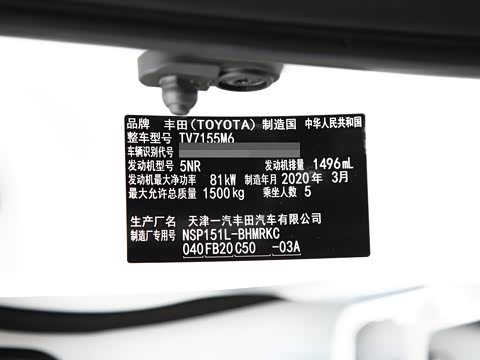 品牌 丰田(TOYOTA) 制造国 中华人民共和国
整车型号 TV7155M6
车辆识别代号
发动机型号 5NR 发动机排量 1496mL
发动机最大净功率 81kW 制造年月 2020年 3月
最大允许总质量 1500kg 乘坐人数 5
生产厂名 天津一汽丰田汽车有限公司
制造厂专用号 NSP151L-BHMRKC
040 FB20 C50 -03A